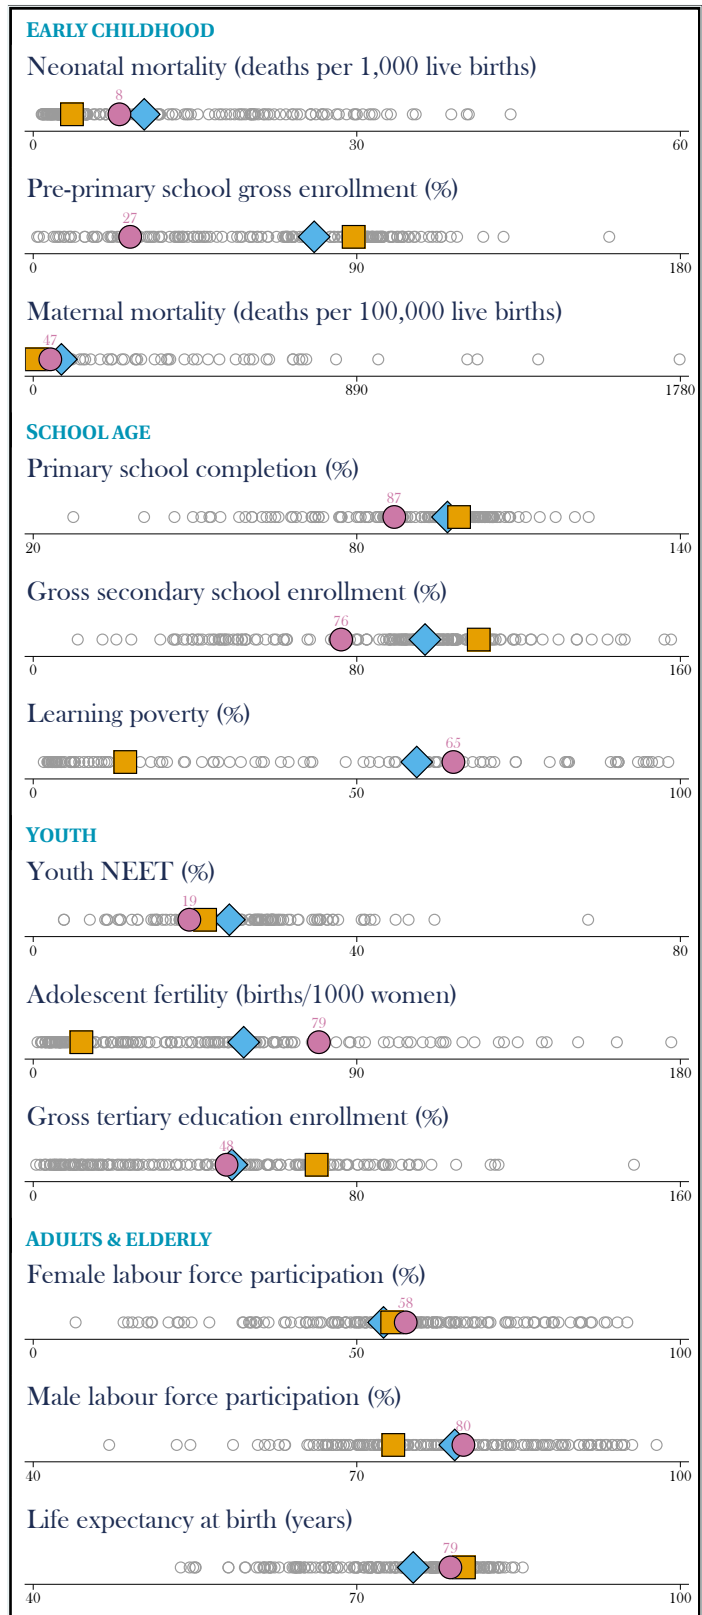 EARLY CHILDHOOD
Neonatal mortality (deaths per 1,000 live births)
8
0 30 60
Pre-primary school gross enrollment (%)
27
0 90 180
Maternal mortality (deaths per 100,000 live births)
47
0 890 1780
SCHOOL AGE
Primary school completion (%)
87
20 80 140
Gross secondary school enrollment (%)
76
0 80 160
Learning poverty (%)
65
0 50 100
YOUTH
Youth NEET (%)
19
0 40 80
Adolescent fertility (births/1000 women)
79
0 90 180
Gross tertiary education enrollment (%)
48
0 80 160
ADULTS & ELDERLY
Female labour force participation (%)
58
0 50 100
Male labour force participation (%)
80
40 70 100
Life expectancy at birth (years)
79
40 70 100